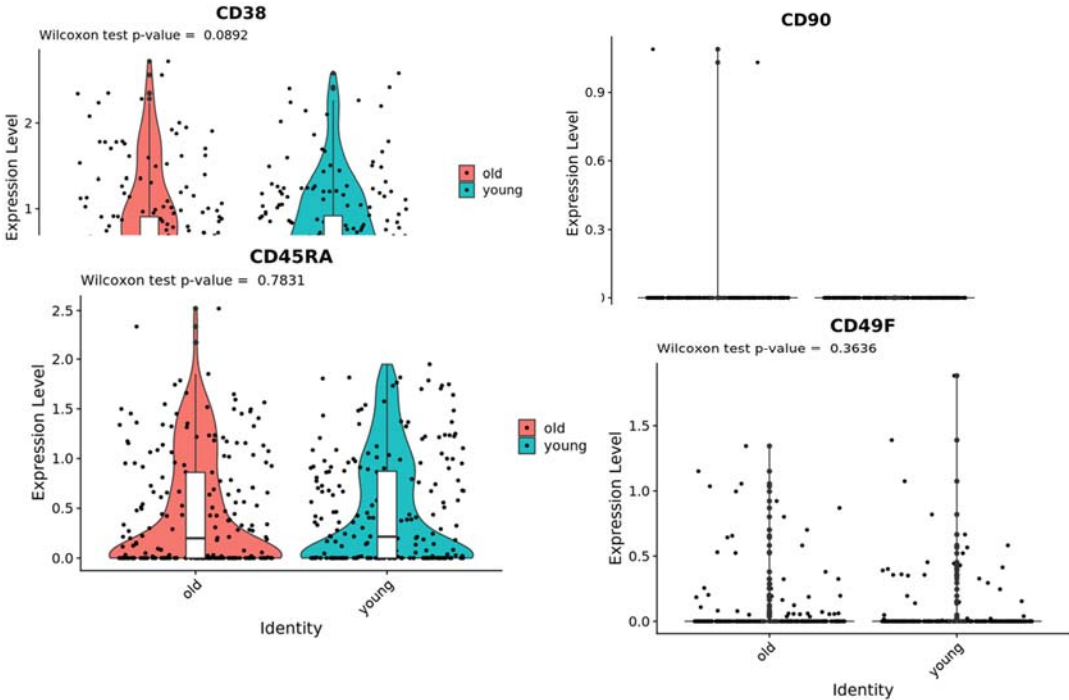 CD38
Wilcoxon test p-value = 0.0892
Expression Level
2
1
old
young
CD90
Expression Level
0.9
0.6
0.3
CD45RA
Wilcoxon test p-value = 0.7831
Expression Level
2.5
2.0
1.5
1.0
0.5
0.0
old
young
Identity
old
young
CD49F
Wilcoxon test p-value = 0.3636
Expression Level
1.5
1.0
0.5
0.0
old
young
Identity